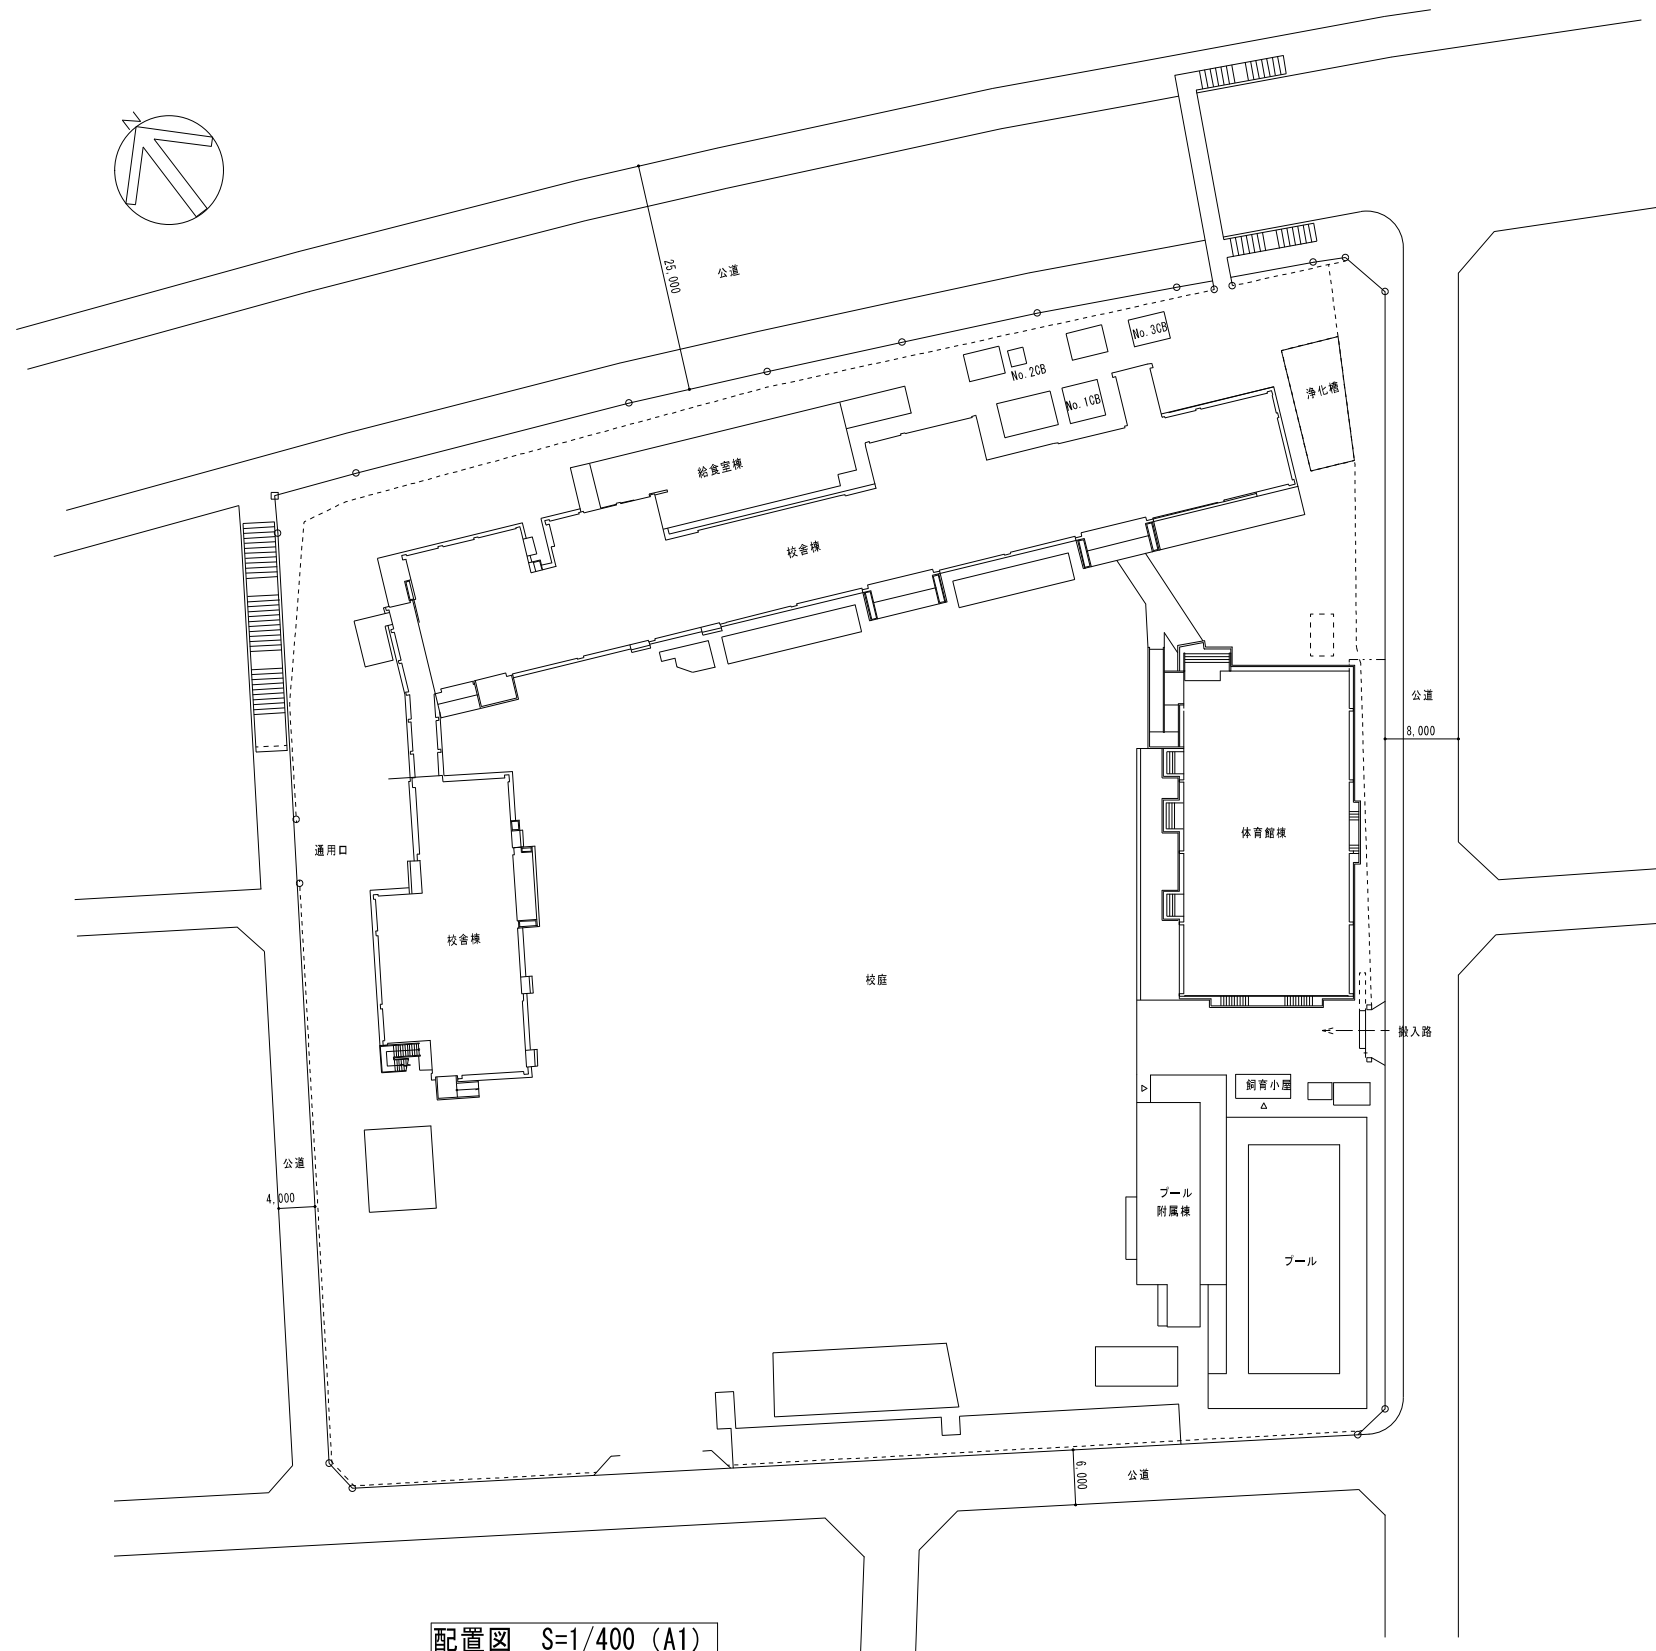 N
25,000
公道
No.3CB
No.2CB
No.1CB
浄化槽
給食室棟
校舎棟
公道
8,000
体育館棟
通用口
校舎棟
校庭
搬入路
飼育小屋
公道
4,000
プール
附属棟
プール
6,000
公道
配置図 S=1/400 (A1)